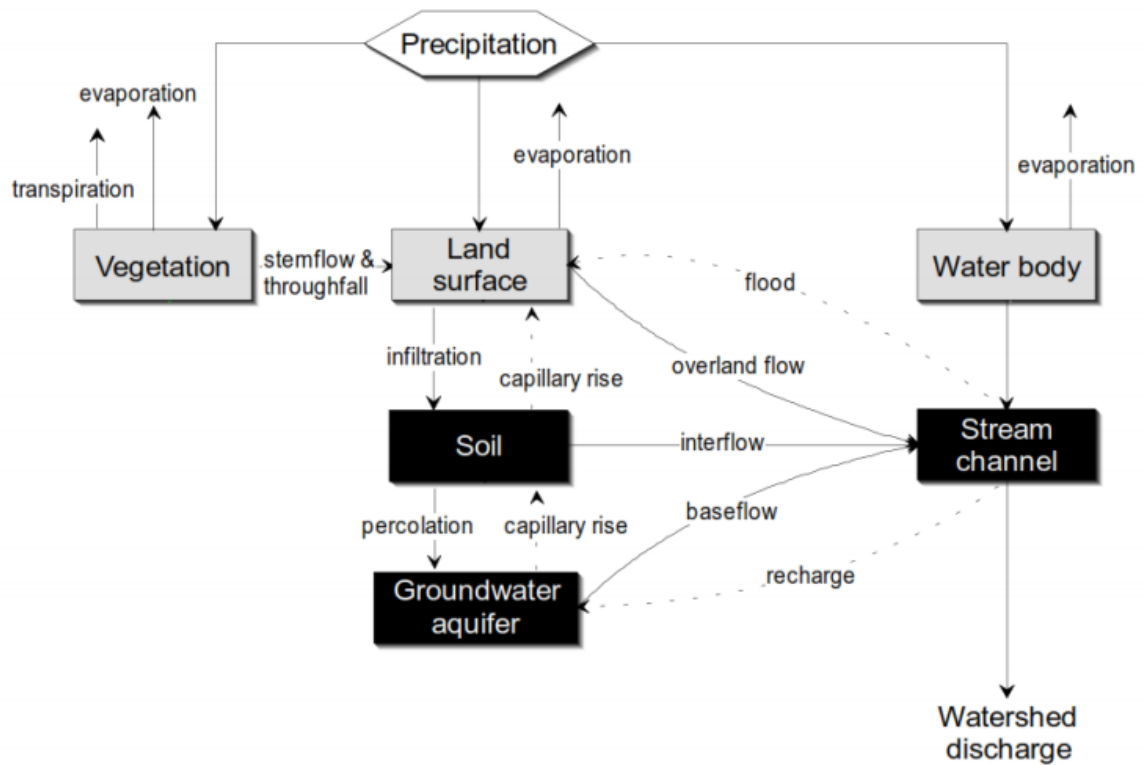 Precipitation
evaporation
transpiration
evaporation
evaporation
Vegetation
stemflow &
throughfall
Land
surface
Water body
flood
infiltration
capillary rise
overland flow
Soil
interflow
Stream
channel
percolation
capillary rise
baseflow
recharge
Groundwater
aquifer
Watershed
discharge